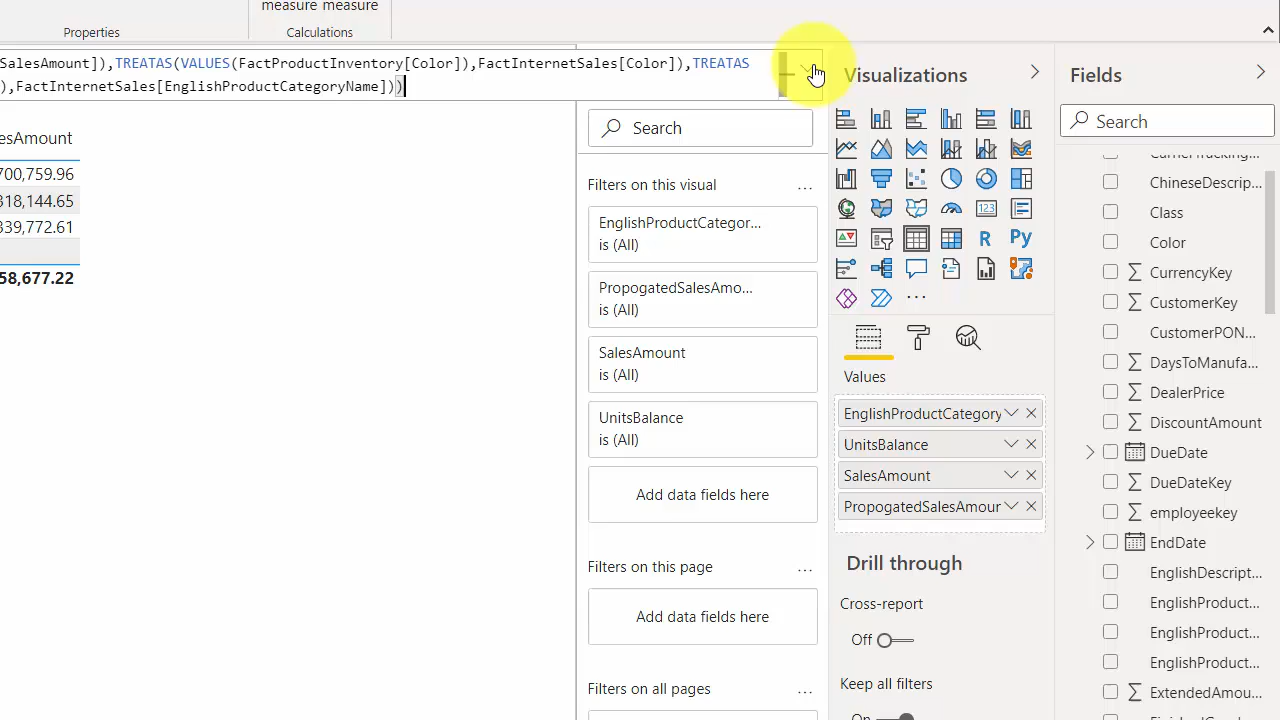 measure measure
Properties
Calculations
SalesAmount]),TREATAS(VALUES(FactProductInventory[Color]),FactInternetSales[Color]),TREATAS
),FactInternetSales[EnglishProductCategoryName]))
Visualizations
Fields
Search
Search
esAmount
700,759.96
318,144.65
339,772.61
58,677.22
Filters on this visual
...
EnglishProductCategor...
is (All)
PropogatedSalesAmo...
is (All)
SalesAmount
is (All)
UnitsBalance
is (All)
Add data fields here
Filters on this page
...
Add data fields here
Filters on all pages
...
R
Py
...
Values
EnglishProductCategory
UnitsBalance
SalesAmount
PropogatedSalesAmour
Drill through
Cross-report
Off
Keep all filters
On
ChineseDescrip...
Class
Color
CurrencyKey
CustomerKey
CustomerPON...
DaysToManufa...
DealerPrice
DiscountAmount
DueDate
DueDateKey
employeekey
EndDate
EnglishDescript...
EnglishProduct...
EnglishProduct...
EnglishProduct...
ExtendedAmou...